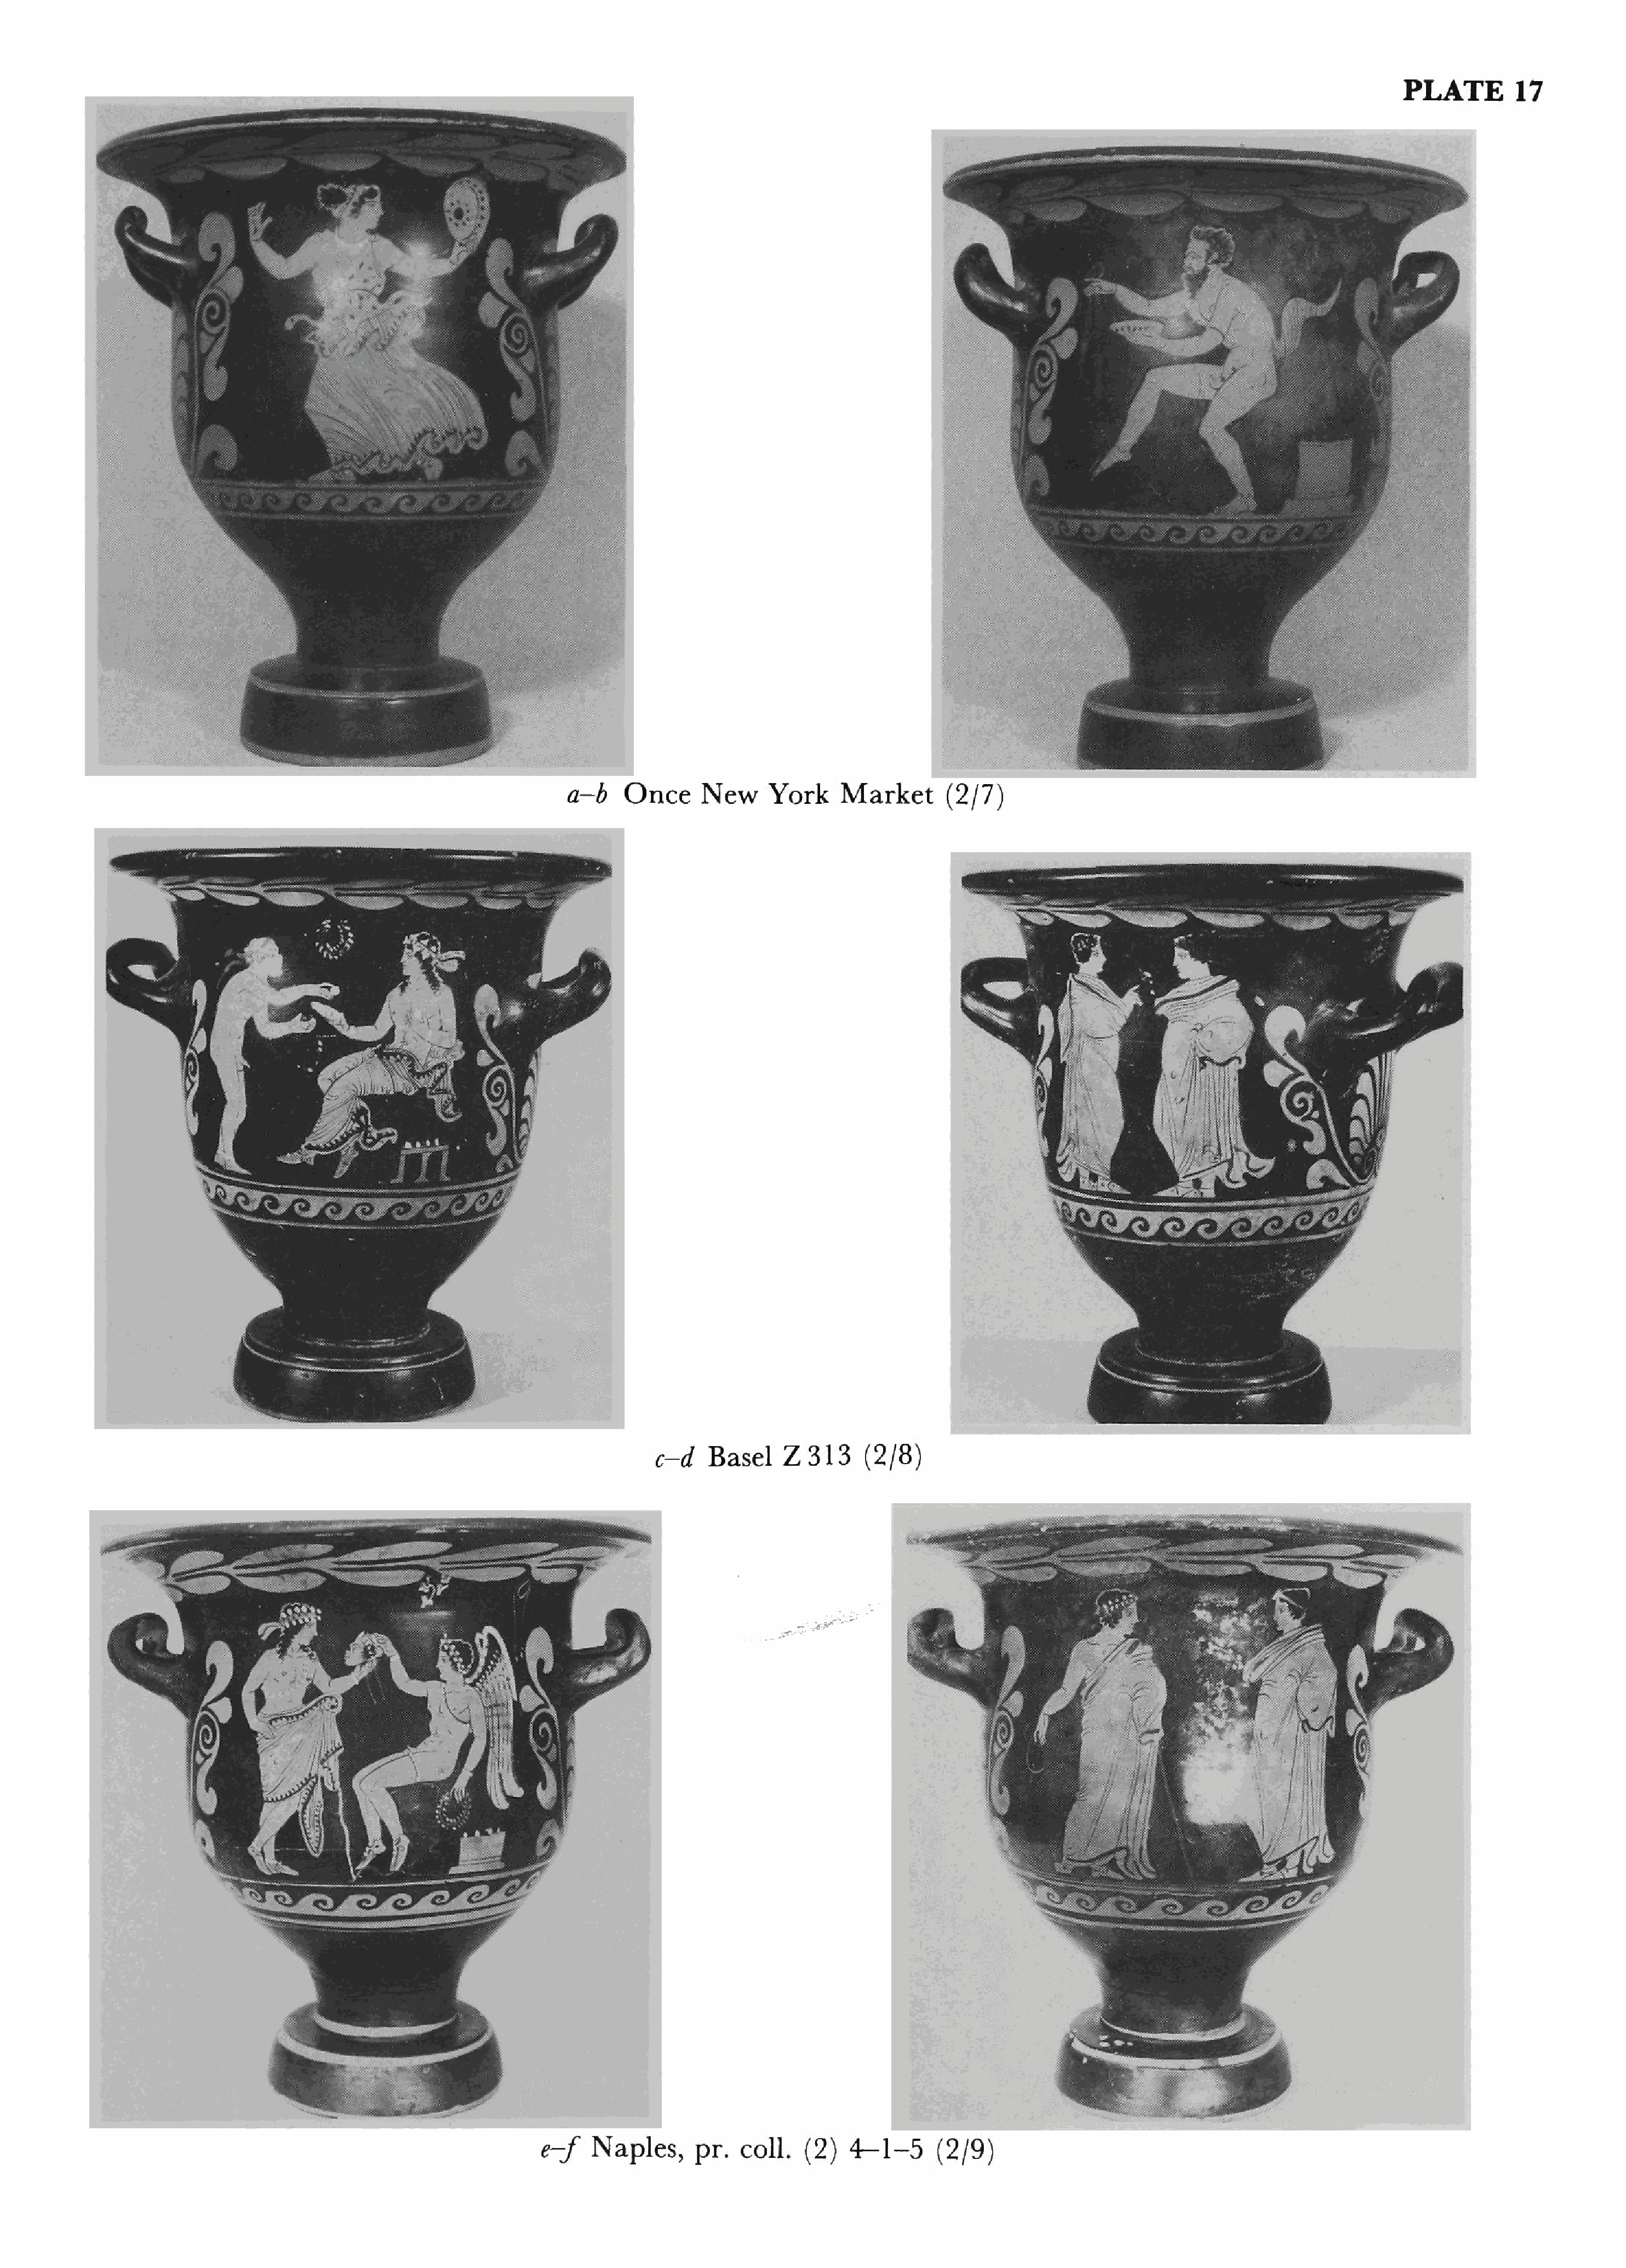 PLATE 17
a–b Once New York Market (2/7)
c–d Basel Z 313 (2/8)
e–f Naples, pr. coll. (2) 4–1–5 (2/9)